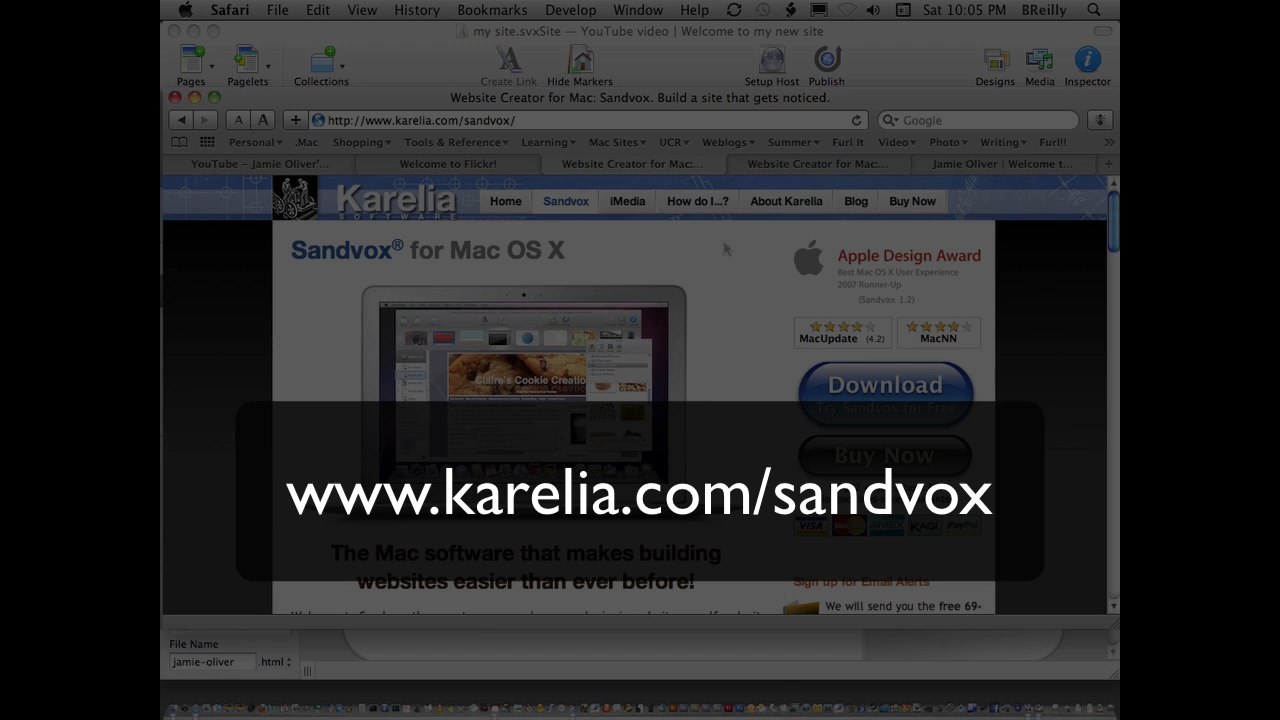 Safari File Edit View History Bookmarks Develop Window Help Sat 10:05 PM BReilly
my site.svxSite — YouTube video | Welcome to my new site
Pages Pagelets Collections Create Link Hide Markers Setup Host Publish Designs Media Inspector
Website Creator for Mac: Sandvox. Build a site that gets noticed.
A A + http://www.karelia.com/sandvox/ Google
Personal .Mac Shopping Tools & Reference Learning Mac Sites UCR Weblogs Summer Furl It Video Photo Writing Furl!! »
YouTube – Jamie Oliver'... Welcome to Flickr! Website Creator for Mac:... Website Creator for Mac:... Jamie Oliver | Welcome t... +
Karelia
SOFTWARE
Home Sandvox iMedia How do I...? About Karelia Blog Buy Now
Sandvox® for Mac OS X
Apple Design Award
Best Mac OS X User Experience
2007 Runner-Up
(Sandvox 1.2)
MacUpdate (4.2) MacNN
Claire's Cookie Creatio
Download
Try Sandvox for Free
Buy Now
www.karelia.com/sandvox
VISA AMEX KAGI PayPal
The Mac software that makes building
websites easier than ever before!
Sign up for Email Alerts
We will send you the free 69-
File Name
jamie-oliver .html